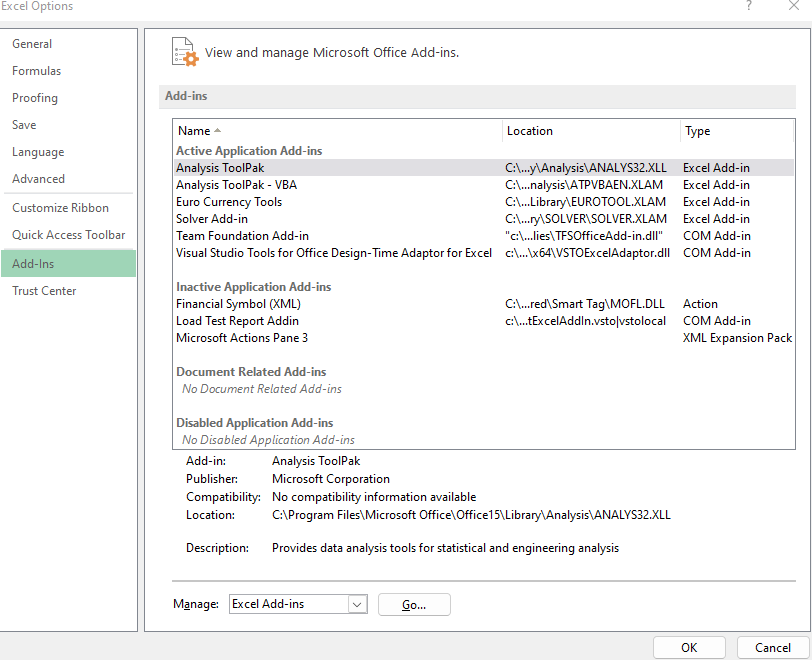 Excel Options ? ×
General
Formulas
Proofing
Save
Language
Advanced
Customize Ribbon
Quick Access Toolbar
Add-Ins
Trust Center
View and manage Microsoft Office Add-ins.
Add-ins
Name Location Type
Active Application Add-ins
Analysis ToolPak C:\...y\Analysis\ANALYS32.XLL Excel Add-in
Analysis ToolPak - VBA C:\...nalysis\ATPVBAEN.XLAM Excel Add-in
Euro Currency Tools C:\...Library\EUROTOOL.XLAM Excel Add-in
Solver Add-in C:\...ry\SOLVER\SOLVER.XLAM Excel Add-in
Team Foundation Add-in "c:\...lies\TFSOfficeAdd-in.dll" COM Add-in
Visual Studio Tools for Office Design-Time Adaptor for Excel c:\...\x64\VSTOExcelAdaptor.dll COM Add-in
Inactive Application Add-ins
Financial Symbol (XML) C:\...red\Smart Tag\MOFL.DLL Action
Load Test Report Addin c:\...tExcelAddIn.vsto|vstolocal COM Add-in
Microsoft Actions Pane 3 XML Expansion Pack
Document Related Add-ins
No Document Related Add-ins
Disabled Application Add-ins
No Disabled Application Add-ins
Add-in: Analysis ToolPak
Publisher: Microsoft Corporation
Compatibility: No compatibility information available
Location: C:\Program Files\Microsoft Office\Office15\Library\Analysis\ANALYS32.XLL
Description: Provides data analysis tools for statistical and engineering analysis
Manage: Excel Add-ins Go...
OK Cancel